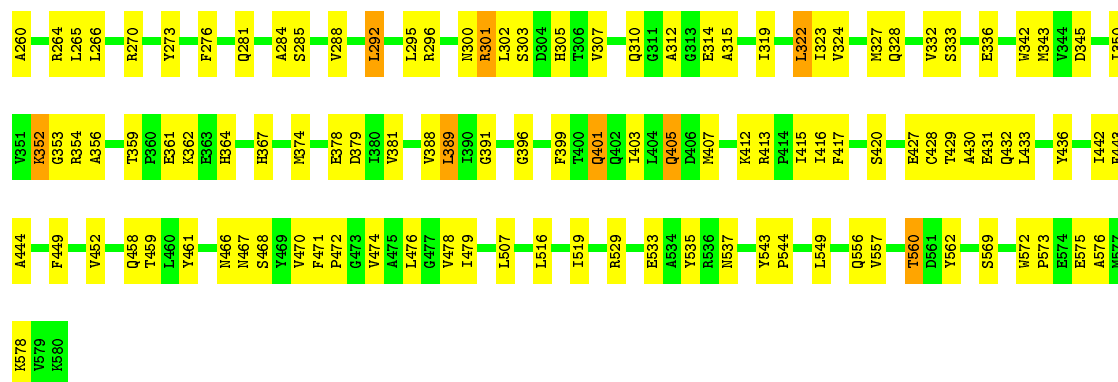 A260 R264 L265 L266 R270 Y273 F276 Q281 A284 S285 V288 L292 L295 R296 N300 R301 L302 S303 D304 H305 T306 V307 Q310 G311 A312 G313 E314 A315 I319 L322 I323 V324 M327 Q328 V332 S333 E336 W342 M343 V344 D345
V351 K352 G353 R354 A356 T359 P360 E361 K362 E363 H364 H367 M374 E378 D379 I380 V381 V388 L389 I390 G391 G396 F399 T400 Q401 Q402 I403 L404 Q405 D406 M407 K412 R413 P414 I415 I416 F417 S420 E427 C428 T429 A430 E431 Q432 L433 Y436 I442
A444 F449 V452 Q458 T459 L460 Y461 N466 N467 S468 Y469 V470 F471 P472 G473 V474 A475 L476 G477 V478 I479 L507 L516 I519 R529 E533 A534 Y535 R536 N537 Y543 P544 L549 Q556 V557 T560 D561 Y562 S569 W572 P573 E574 E575 A576 M577
K578 V579 K580